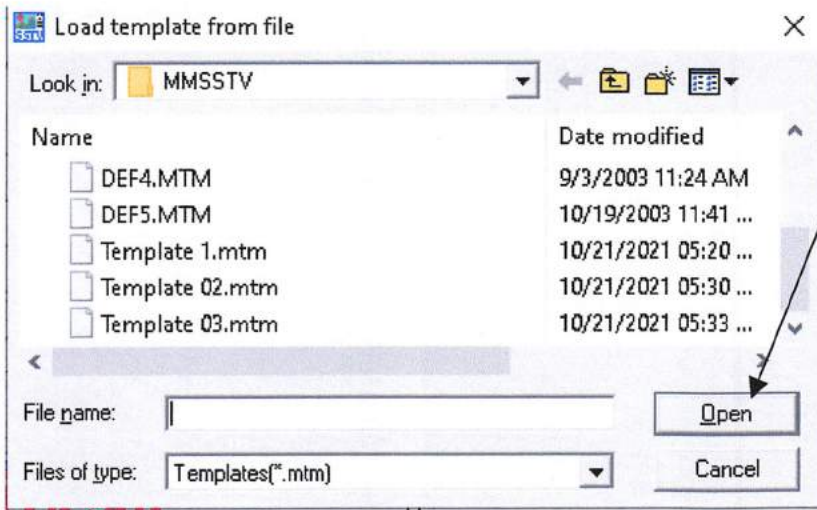 SSTV Load template from file
Look in: MMSSTV
Name Date modified
DEF4.MTM 9/3/2003 11:24 AM
DEF5.MTM 10/19/2003 11:41 ...
Template 1.mtm 10/21/2021 05:20 ...
Template 02.mtm 10/21/2021 05:30 ...
Template 03.mtm 10/21/2021 05:33 ...
File name: Open
Files of type: Templates(*.mtm) Cancel